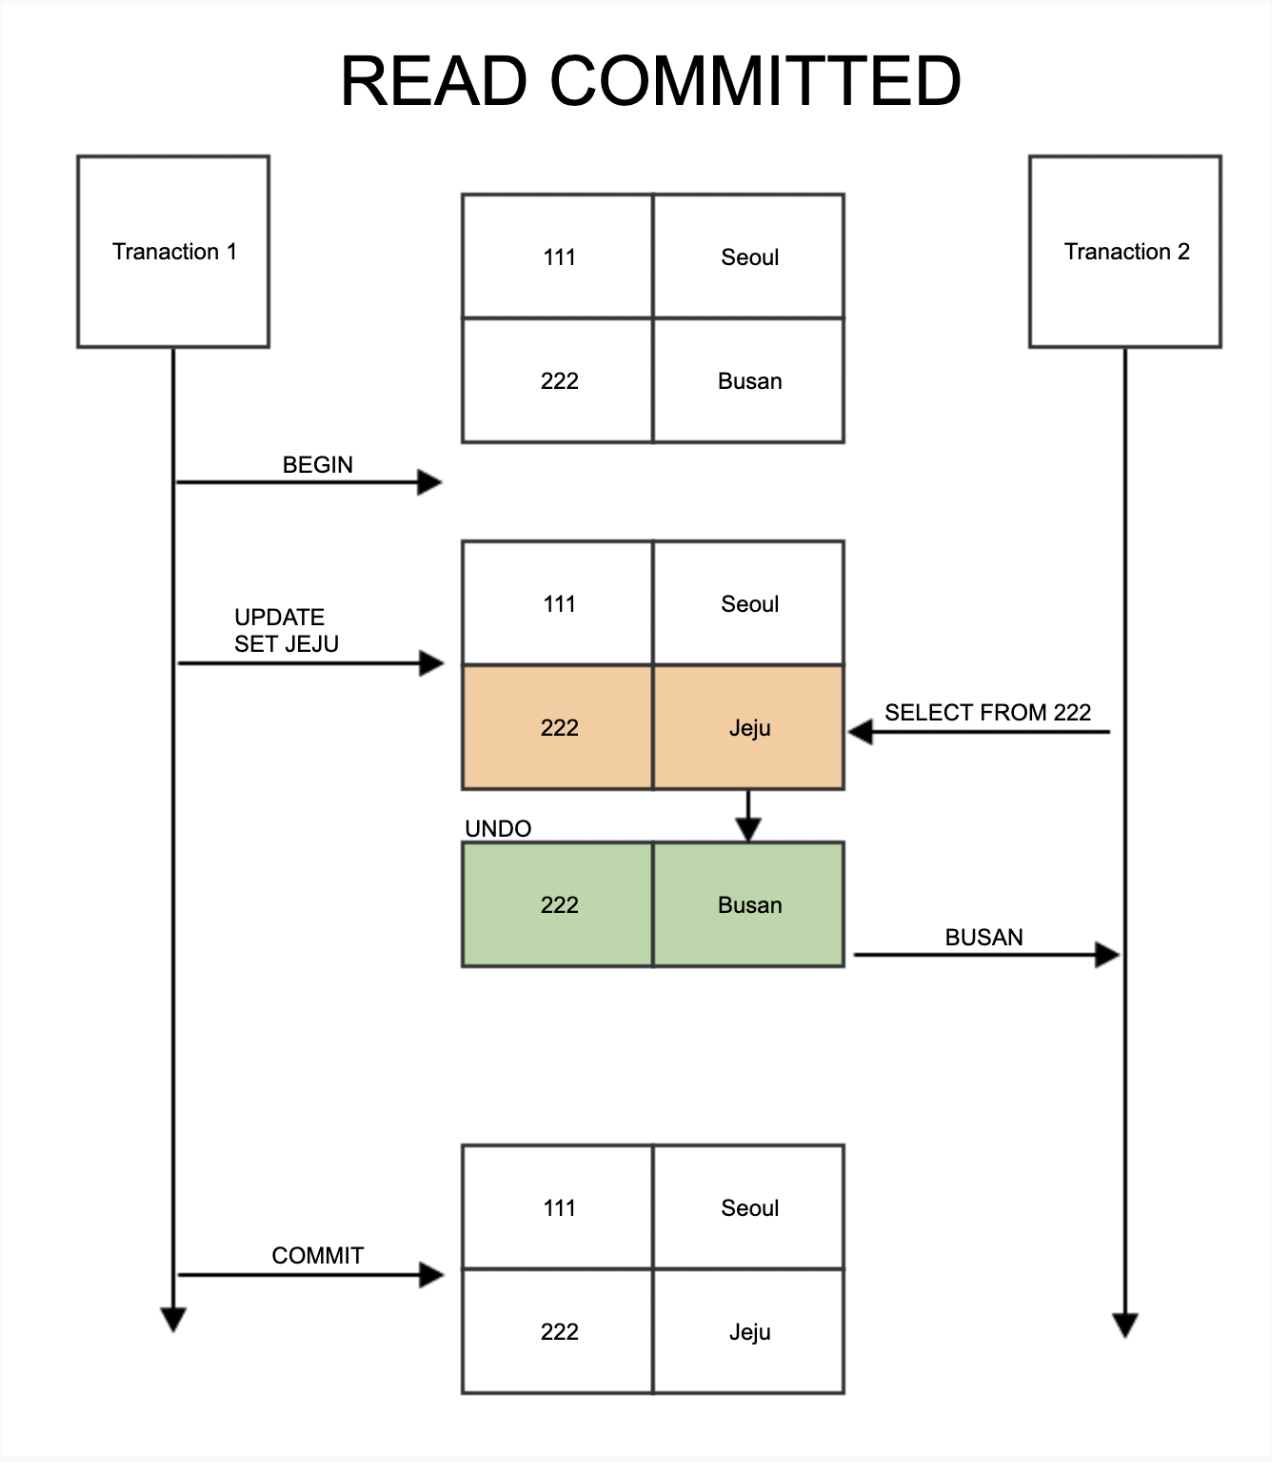 READ COMMITTED
Tranaction 1
111 Seoul
222 Busan
Tranaction 2
BEGIN
UPDATE
SET JEJU
111 Seoul
222 Jeju
SELECT FROM 222
UNDO
222 Busan
BUSAN
COMMIT
111 Seoul
222 Jeju